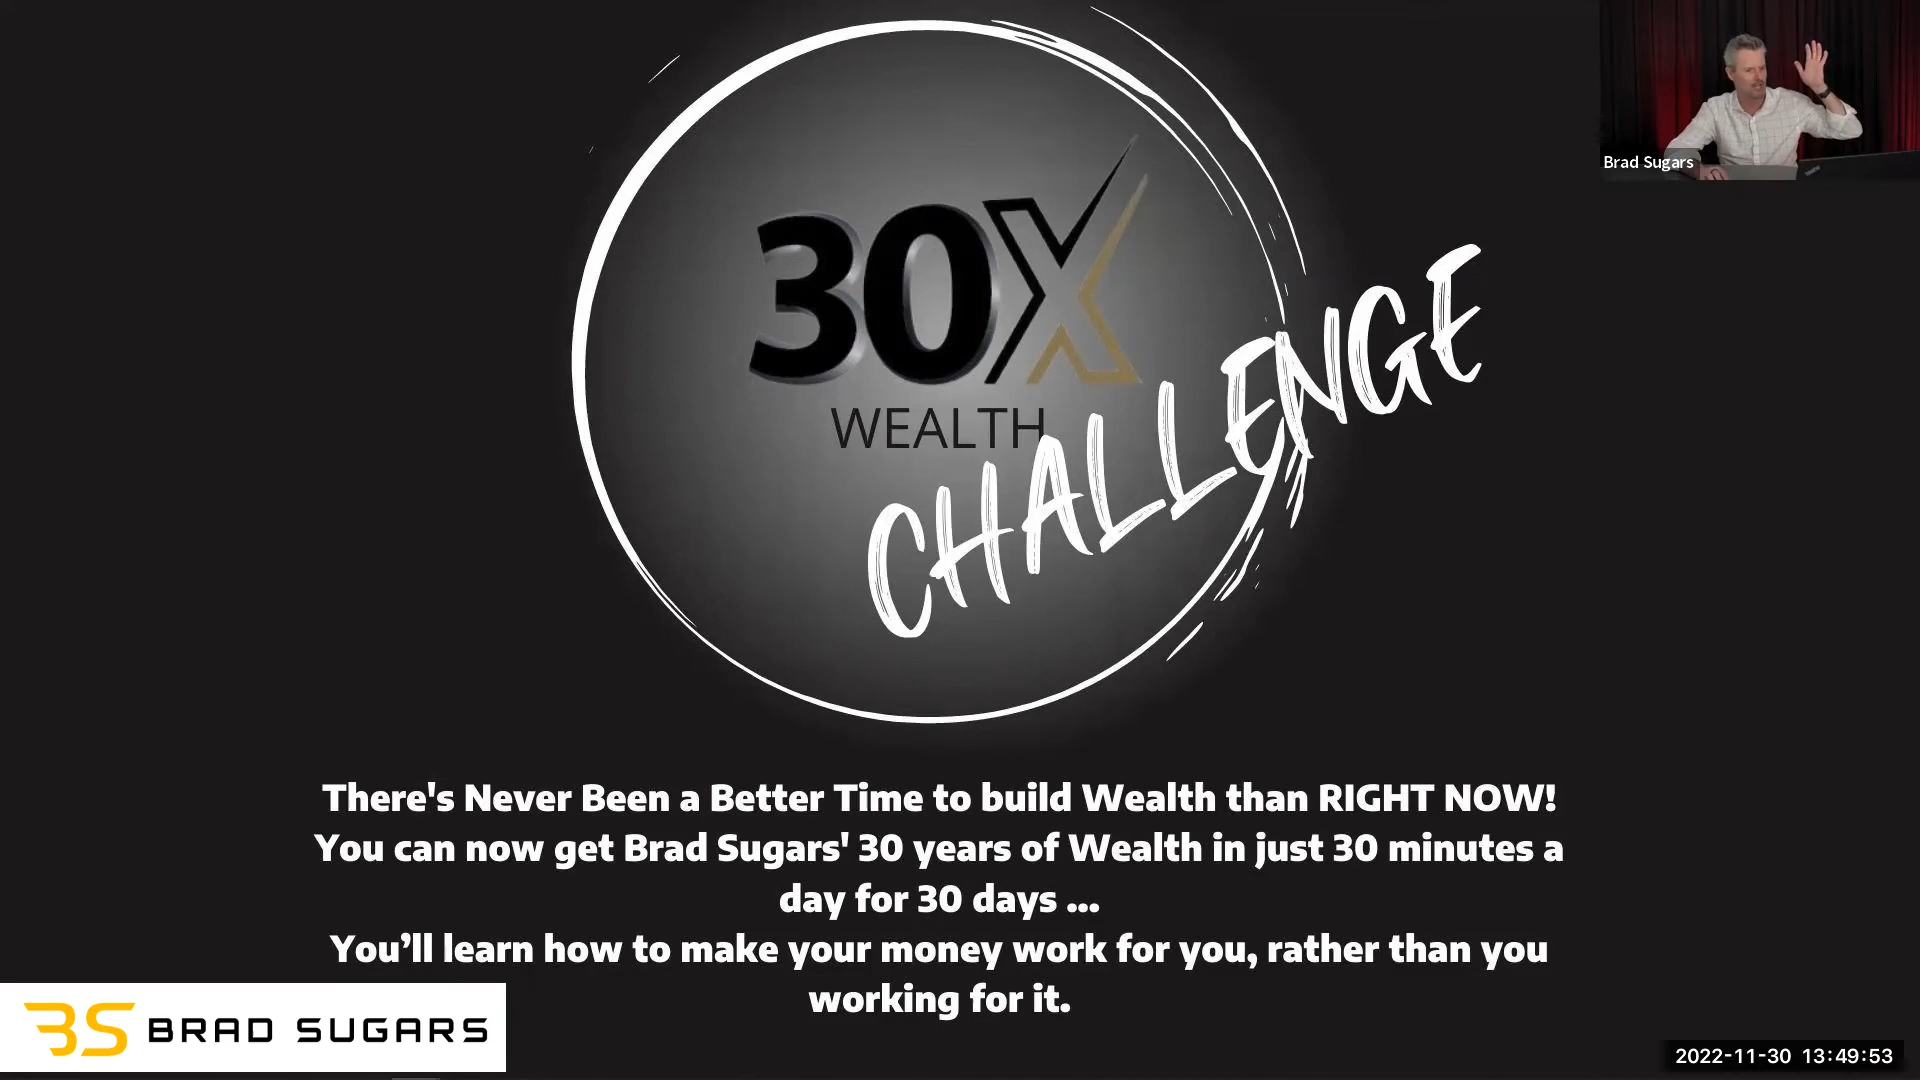 30X
WEALTH
CHALLENGE
Brad Sugars
There's Never Been a Better Time to build Wealth than RIGHT NOW!
You can now get Brad Sugars' 30 years of Wealth in just 30 minutes a
day for 30 days ...
You’ll learn how to make your money work for you, rather than you
working for it.
BS BRAD SUGARS
2022-11-30 13:49:53